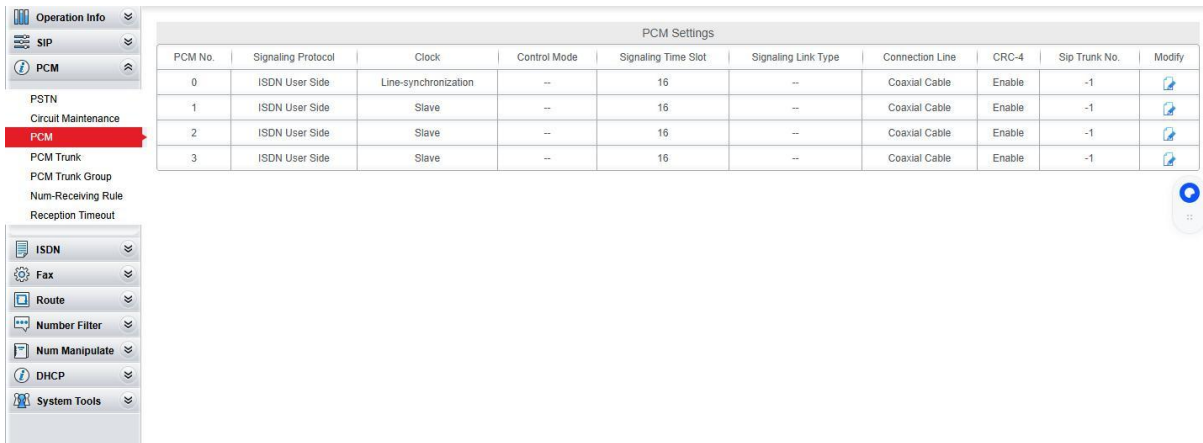 Operation Info
SIP
PCM
PSTN
Circuit Maintenance
PCM
PCM Trunk
PCM Trunk Group
Num-Receiving Rule
Reception Timeout
ISDN
Fax
Route
Number Filter
Num Manipulate
DHCP
System Tools
PCM Settings
PCM No. Signaling Protocol Clock Control Mode Signaling Time Slot Signaling Link Type Connection Line CRC-4 Sip Trunk No. Modify
0 ISDN User Side Line-synchronization -- 16 -- Coaxial Cable Enable -1
1 ISDN User Side Slave -- 16 -- Coaxial Cable Enable -1
2 ISDN User Side Slave -- 16 -- Coaxial Cable Enable -1
3 ISDN User Side Slave -- 16 -- Coaxial Cable Enable -1